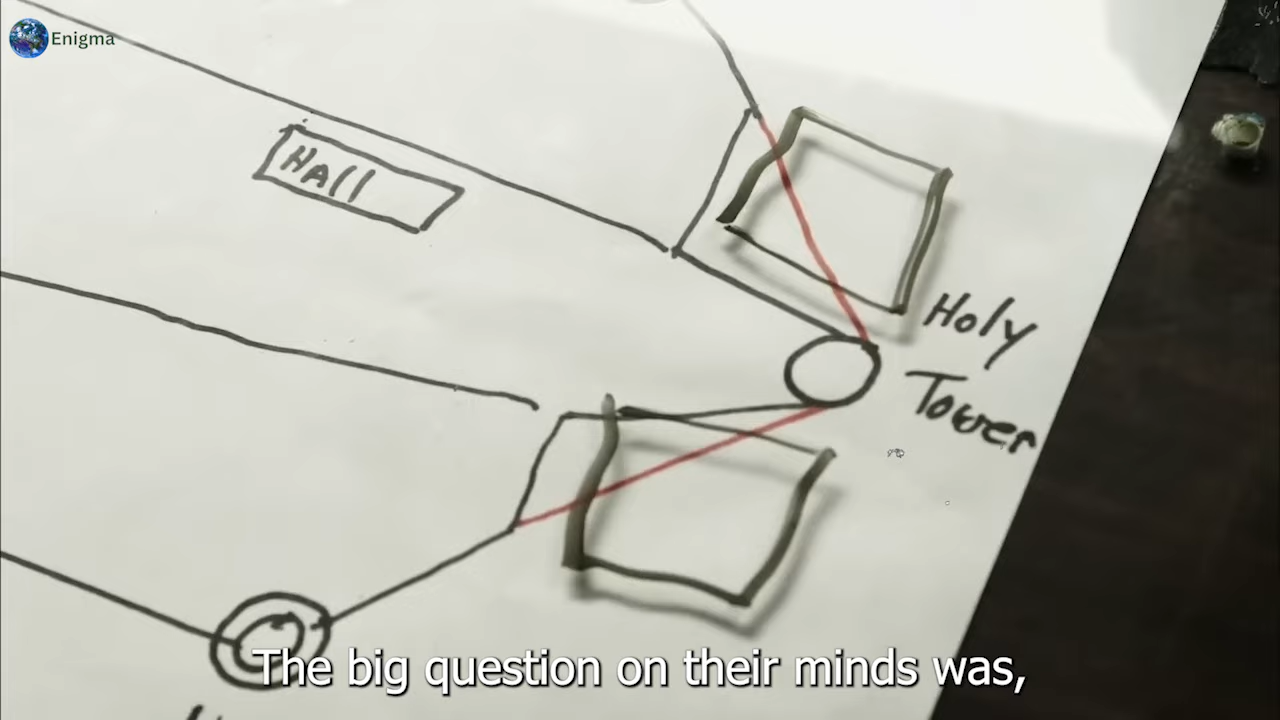 Enigma
Hall
Holy
Tower
The big question on their minds was,